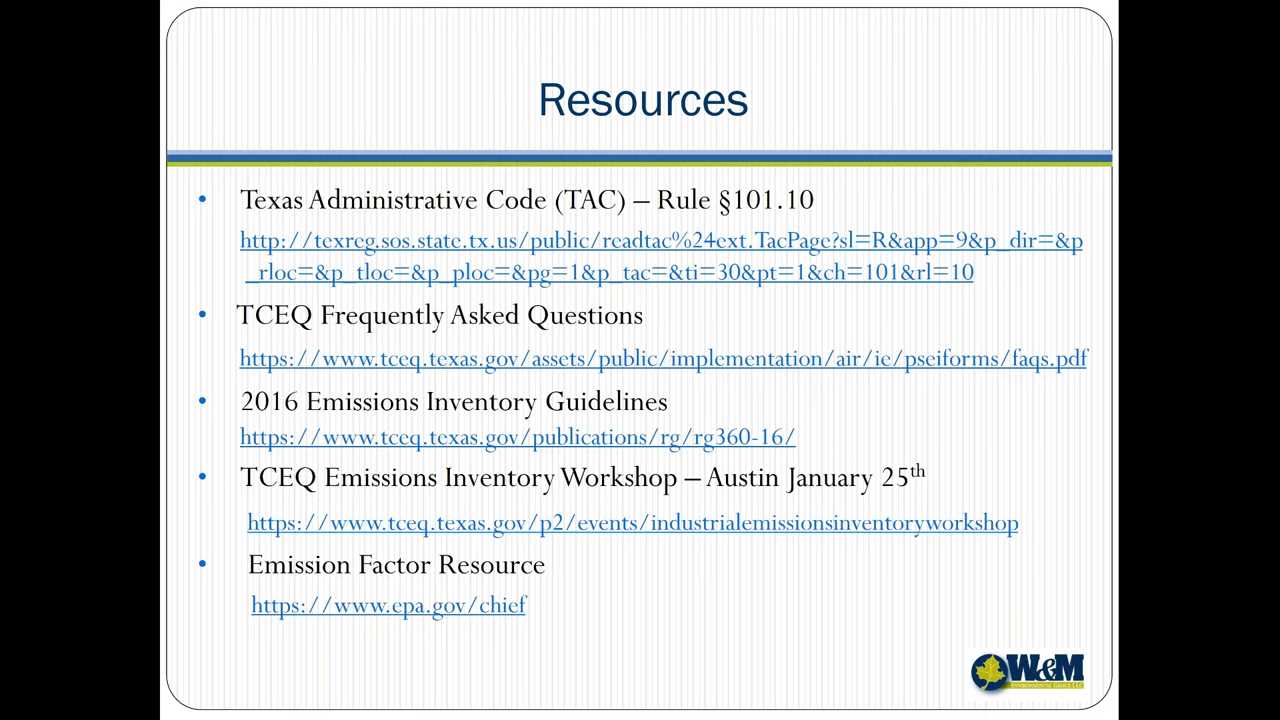 Resources
• Texas Administrative Code (TAC) – Rule §101.10
http://texreg.sos.state.tx.us/public/readtac%24ext.TacPage?sl=R&app=9&p_dir=&p
_rloc=&p_tloc=&p_ploc=&pg=1&p_tac=&ti=30&pt=1&ch=101&rl=10
• TCEQ Frequently Asked Questions
https://www.tceq.texas.gov/assets/public/implementation/air/ie/pseiforms/faqs.pdf
• 2016 Emissions Inventory Guidelines
https://www.tceq.texas.gov/publications/rg/rg360-16/
• TCEQ Emissions Inventory Workshop – Austin January 25th
https://www.tceq.texas.gov/p2/events/industrialemissionsinventoryworkshop
• Emission Factor Resource
https://www.epa.gov/chief
W&M
Environmental Group LLC